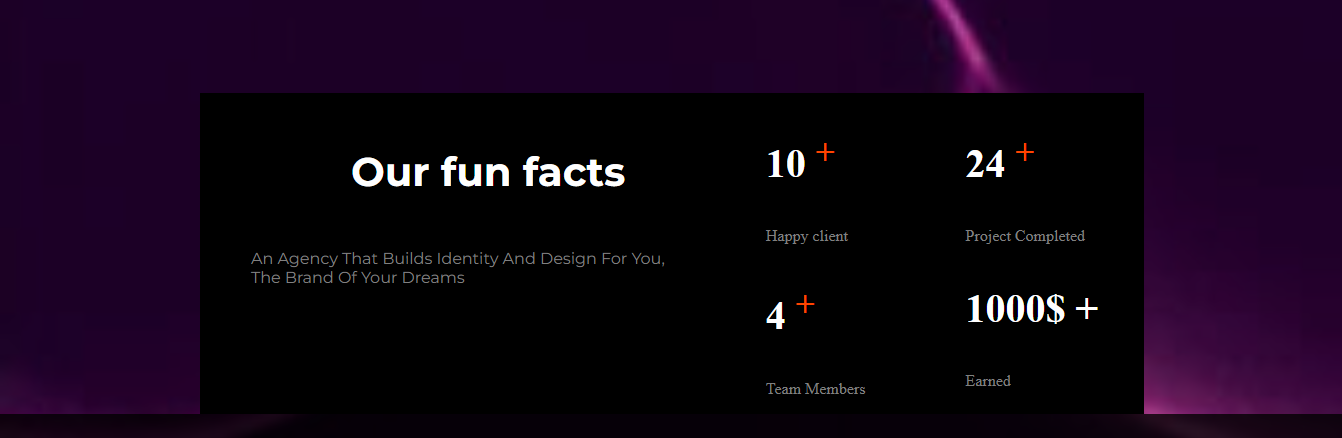 Our fun facts
An Agency That Builds Identity And Design For You,
The Brand Of Your Dreams
10 +
Happy client
24 +
Project Completed
4 +
Team Members
1000$ +
Earned